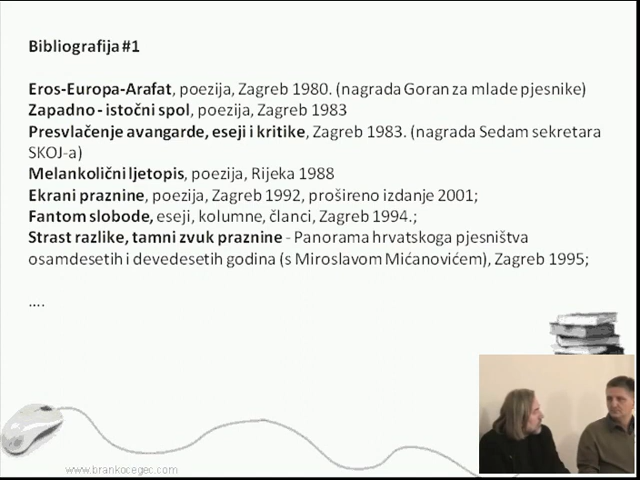 Bibliografija #1
Eros-Europa-Arafat, poezija, Zagreb 1980. (nagrada Goran za mlade pjesnike)
Zapadno - istočni spol, poezija, Zagreb 1983
Presvlačenje avangarde, eseji i kritike, Zagreb 1983. (nagrada Sedam sekretara
SKOJ-a)
Melankolični ljetopis, poezija, Rijeka 1988
Ekrani praznine, poezija, Zagreb 1992, prošireno izdanje 2001;
Fantom slobode, eseji, kolumne, članci, Zagreb 1994.;
Strast razlike, tamni zvuk praznine - Panorama hrvatskoga pjesništva
osamdesetih i devedesetih godina (s Miroslavom Mićanovićem), Zagreb 1995;
....
www.brankocegec.com